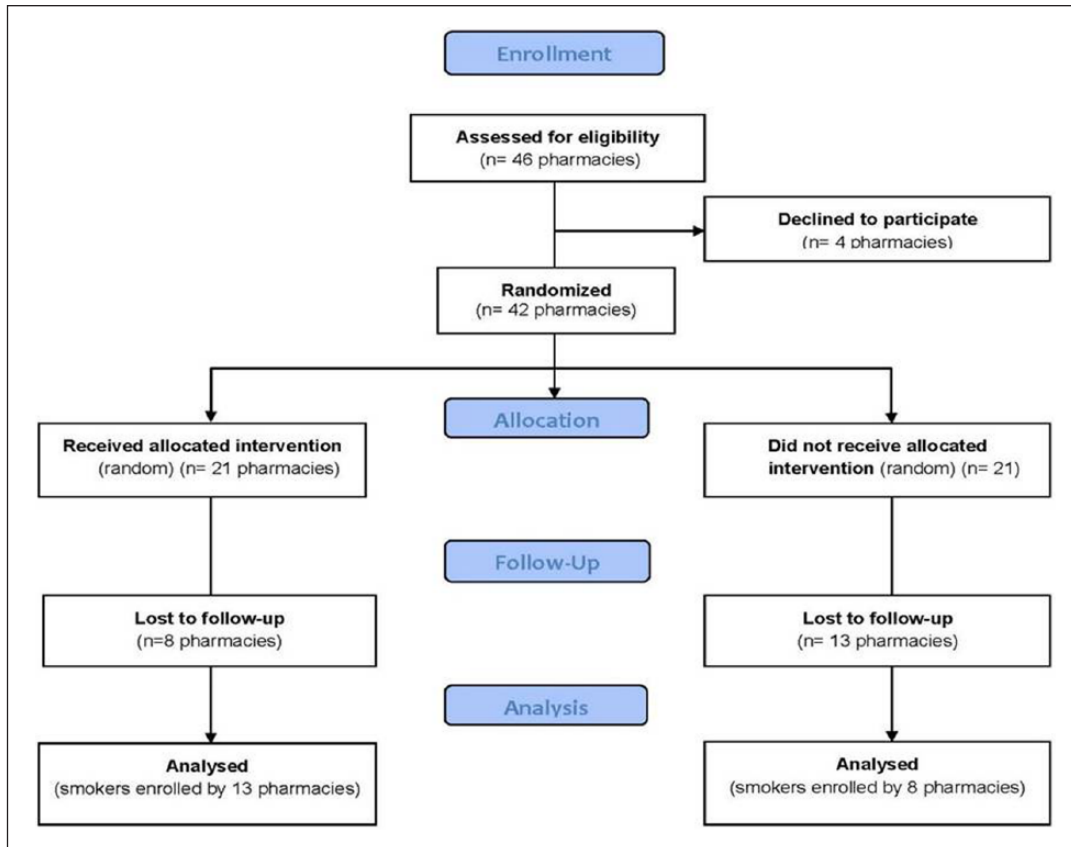 Enrollment
Assessed for eligibility
(n= 46 pharmacies)
Declined to participate
(n= 4 pharmacies)
Randomized
(n= 42 pharmacies)
Allocation
Received allocated intervention
(random) (n= 21 pharmacies)
Did not receive allocated
intervention (random) (n= 21)
Follow-Up
Lost to follow-up
(n=8 pharmacies)
Lost to follow-up
(n= 13 pharmacies)
Analysis
Analysed
(smokers enrolled by 13 pharmacies)
Analysed
(smokers enrolled by 8 pharmacies)